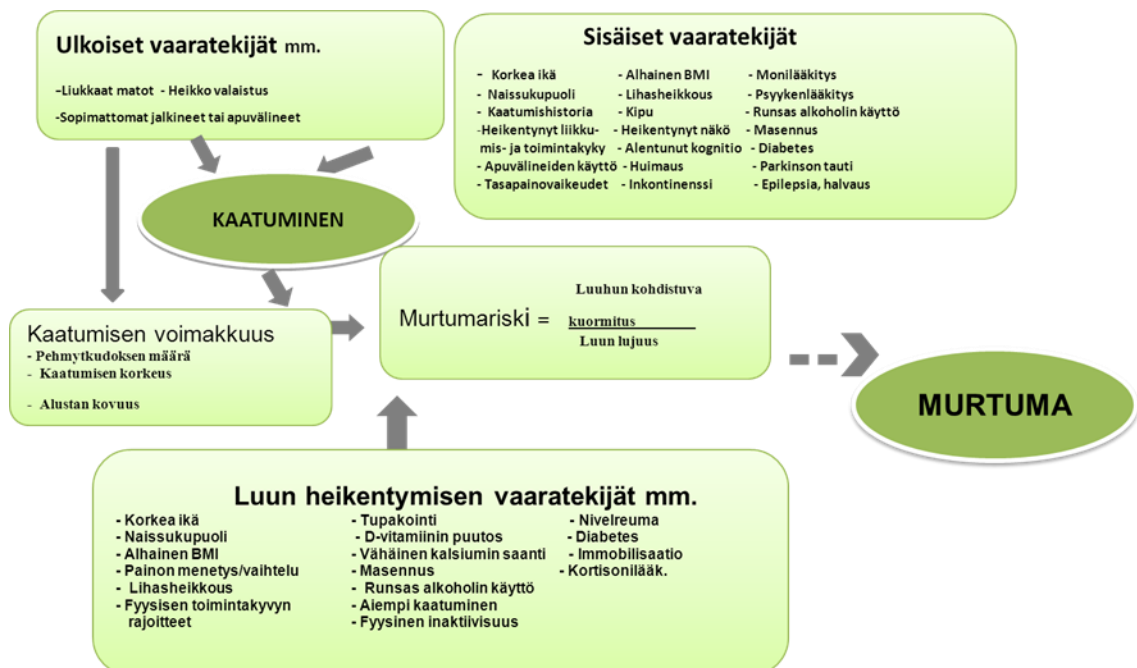 Ulkoiset vaaratekijät mm.
-Liukkaat matot - Heikko valaistus
-Sopimattomat jalkineet tai apuvälineet
Sisäiset vaaratekijät
- Korkea ikä
- Naissukupuoli
- Kaatumishistoria
-Heikentynyt liikku-
mis- ja toimintakyky
- Apuvälineiden käyttö
- Tasapainovaikeudet
- Alhainen BMI
- Lihasheikkous
- Kipu
- Heikentynyt näkö
- Alentunut kognitio
- Huimaus
- Inkontinenssi
- Monilääkitys
- Psyykenlääkitys
- Runsas alkoholin käyttö
- Masennus
- Diabetes
- Parkinson tauti
- Epilepsia, halvaus
KAATUMINEN
Kaatumisen voimakkuus
- Pehmytkudoksen määrä
- Kaatumisen korkeus
- Alustan kovuus
Luuhun kohdistuva
Murtumariski = kuormitus
Luun lujuus
MURTUMA
Luun heikentymisen vaaratekijät mm.
- Korkea ikä
- Naissukupuoli
- Alhainen BMI
- Painon menetys/vaihtelu
- Lihasheikkous
- Fyysisen toimintakyvyn
rajoitteet
- Tupakointi
- D-vitamiinin puutos
- Vähäinen kalsiumin saanti
- Masennus
- Runsas alkoholin käyttö
- Aiempi kaatuminen
- Fyysinen inaktiivisuus
- Nivelreuma
- Diabetes
- Immobilisaatio
- Kortisonilääk.